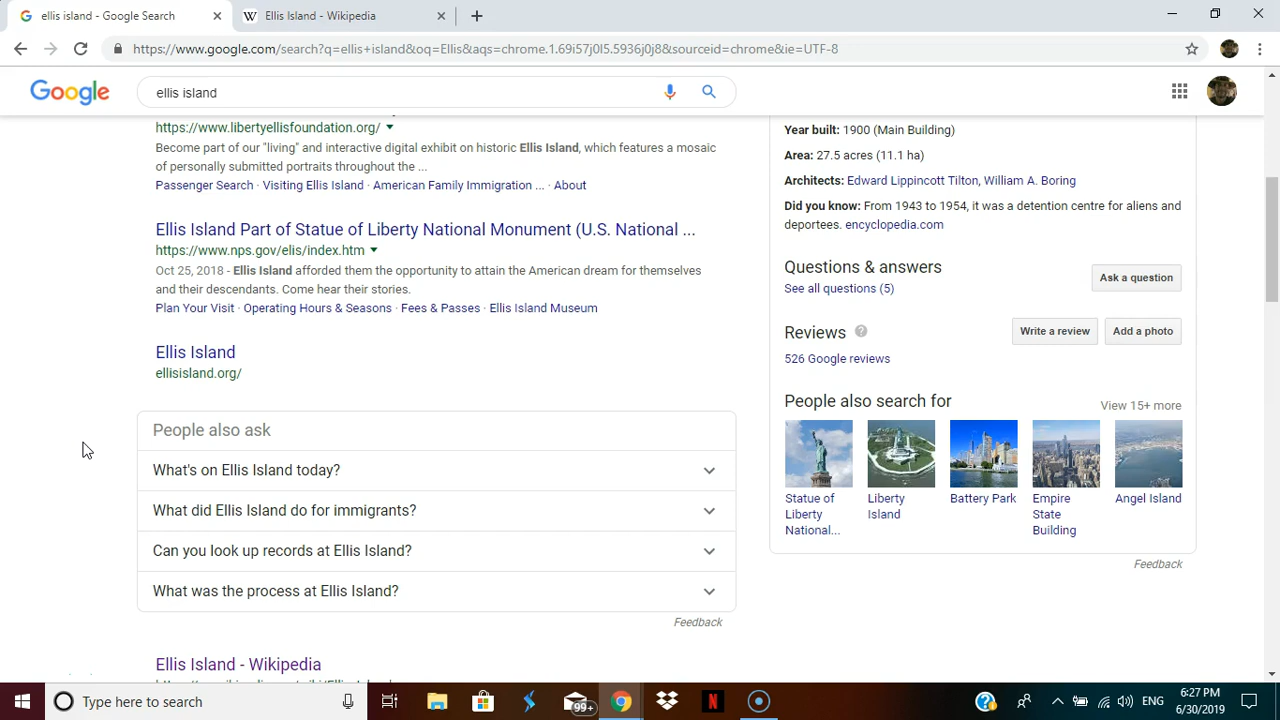 ellis island - Google Search
Ellis Island - Wikipedia
https://www.google.com/search?q=ellis+island&oq=Ellis&aqs=chrome.1.69i57j0l5.5936j0j8&sourceid=chrome&ie=UTF-8
Google
ellis island
https://www.libertyellisfoundation.org/
Become part of our "living" and interactive digital exhibit on historic Ellis Island, which features a mosaic
of personally submitted portraits throughout the ...
Passenger Search · Visiting Ellis Island · American Family Immigration ... · About
Ellis Island Part of Statue of Liberty National Monument (U.S. National ...
https://www.nps.gov/elis/index.htm
Oct 25, 2018 - Ellis Island afforded them the opportunity to attain the American dream for themselves
and their descendants. Come hear their stories.
Plan Your Visit · Operating Hours & Seasons · Fees & Passes · Ellis Island Museum
Ellis Island
ellisisland.org/
People also ask
What's on Ellis Island today?
What did Ellis Island do for immigrants?
Can you look up records at Ellis Island?
What was the process at Ellis Island?
Feedback
Ellis Island - Wikipedia
Year built: 1900 (Main Building)
Area: 27.5 acres (11.1 ha)
Architects: Edward Lippincott Tilton, William A. Boring
Did you know: From 1943 to 1954, it was a detention centre for aliens and
deportees. encyclopedia.com
Questions & answers
See all questions (5)
Ask a question
Reviews
Write a review
Add a photo
526 Google reviews
People also search for
View 15+ more
Statue of
Liberty
National...
Liberty
Island
Battery Park
Empire
State
Building
Angel Island
Feedback
Type here to search
99+
ENG
6:27 PM
6/30/2019